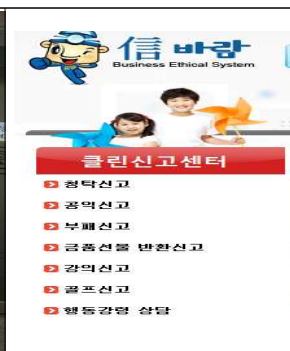 信 바람
Business Ethical System
클린신고센터
청탁신고
공익신고
부패신고
금품선물 반환신고
강의신고
골프신고
행동강령 상담